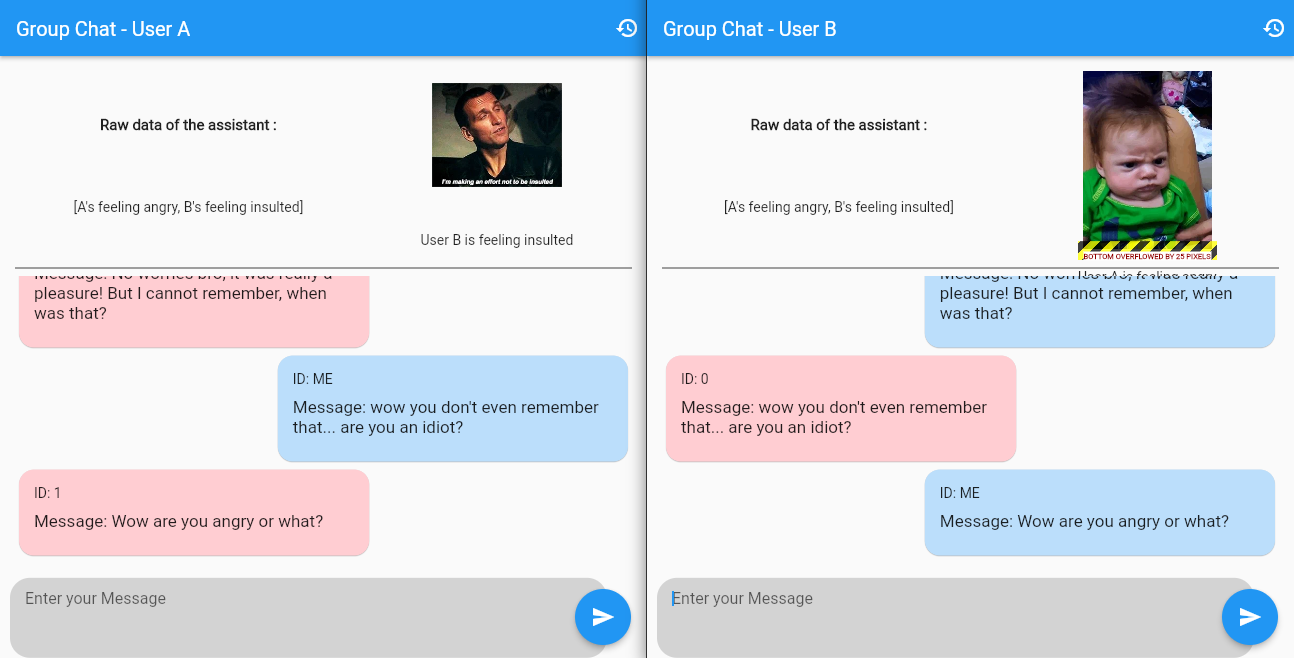 Group Chat - User A
Raw data of the assistant :
I'm making an effort not to be insulted
[A's feeling angry, B's feeling insulted]
User B is feeling insulted
Message: No worries bro, it was really a
pleasure! But I cannot remember, when
was that?
ID: ME
Message: wow you don't even remember
that... are you an idiot?
ID: 1
Message: Wow are you angry or what?
Enter your Message
Group Chat - User B
Raw data of the assistant :
[A's feeling angry, B's feeling insulted]
BOTTOM OVERFLOWED BY 25 PIXELS
User A is feeling angry
Message: No worries bro, it was really a
pleasure! But I cannot remember, when
was that?
ID: 0
Message: wow you don't even remember
that... are you an idiot?
ID: ME
Message: Wow are you angry or what?
Enter your Message